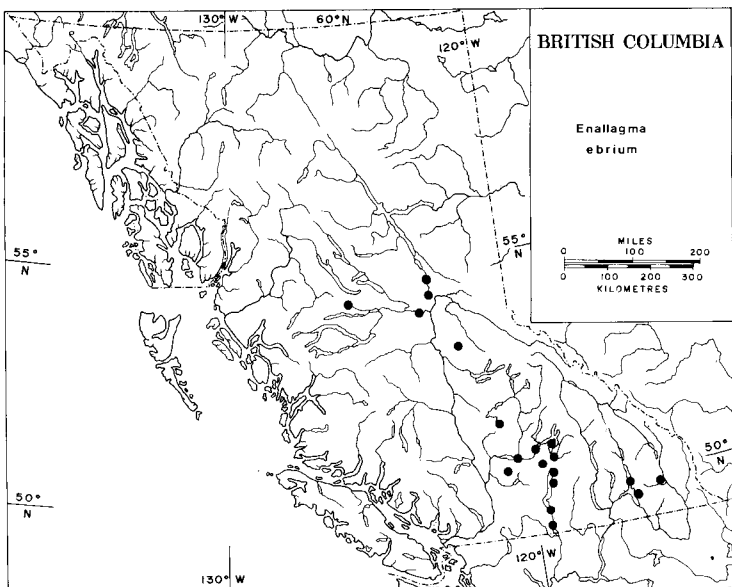 130° W
60° N
120° W
BRITISH COLUMBIA
Enallagma
ebrium
55°
N
55°
N
MILES
0 100 200
0 100 200 300
KILOMETRES
50°
N
50°
N
120° W
130° W